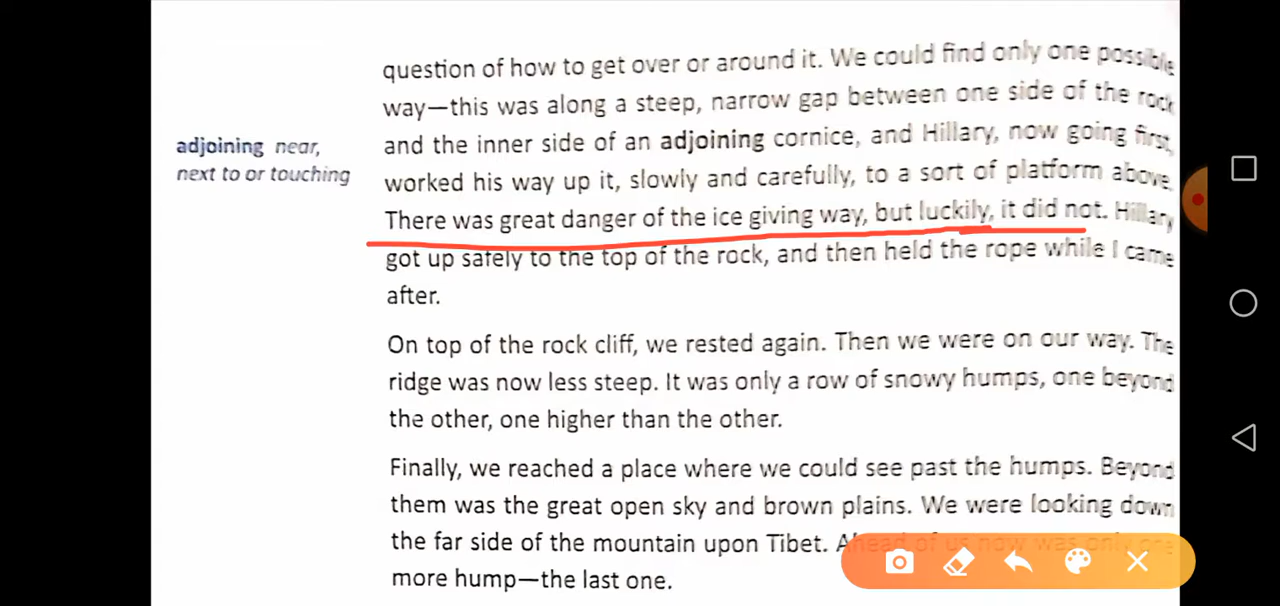 question of how to get over or around it. We could find only one possible
way—this was along a steep, narrow gap between one side of the rock
and the inner side of an adjoining cornice, and Hillary, now going first,
adjoining near,
next to or touching
worked his way up it, slowly and carefully, to a sort of platform above.
There was great danger of the ice giving way, but luckily, it did not. Hillary
got up safely to the top of the rock, and then held the rope while I came
after.
On top of the rock cliff, we rested again. Then we were on our way. The
ridge was now less steep. It was only a row of snowy humps, one beyond
the other, one higher than the other.
Finally, we reached a place where we could see past the humps. Beyond
them was the great open sky and brown plains. We were looking down
the far side of the mountain upon Tibet. Ahead of us now was only one
more hump—the last one.